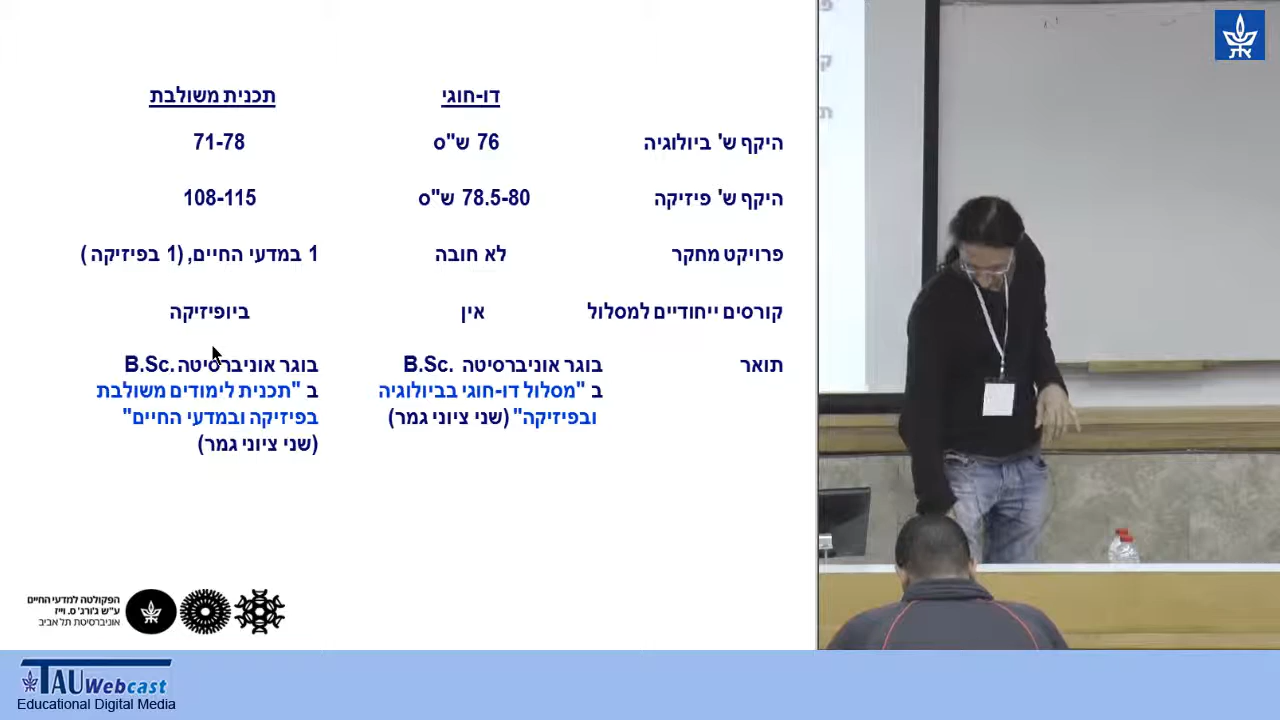 דו-חוגי תכנית משולבת
היקף ש' ביולוגיה 76 ש"ס 71-78
היקף ש' פיזיקה 78.5-80 ש"ס 108-115
פרויקט מחקר לא חובה 1 במדעי החיים, (1 בפיזיקה )
קורסים ייחודיים למסלול אין ביופיזיקה
תואר
בוגר אוניברסיטה B.Sc.
ב "מסלול דו-חוגי בביולוגיה
ובפיזיקה" (שני ציוני גמר)
בוגר אוניברסיטה B.Sc.
ב "תכנית לימודים משולבת
בפיזיקה ובמדעי החיים"
(שני ציוני גמר)
הפקולטה למדעי החיים
ע"ש ג'ורג' ס. וייז
אוניברסיטת תל אביב
TAU Webcast
Educational Digital Media